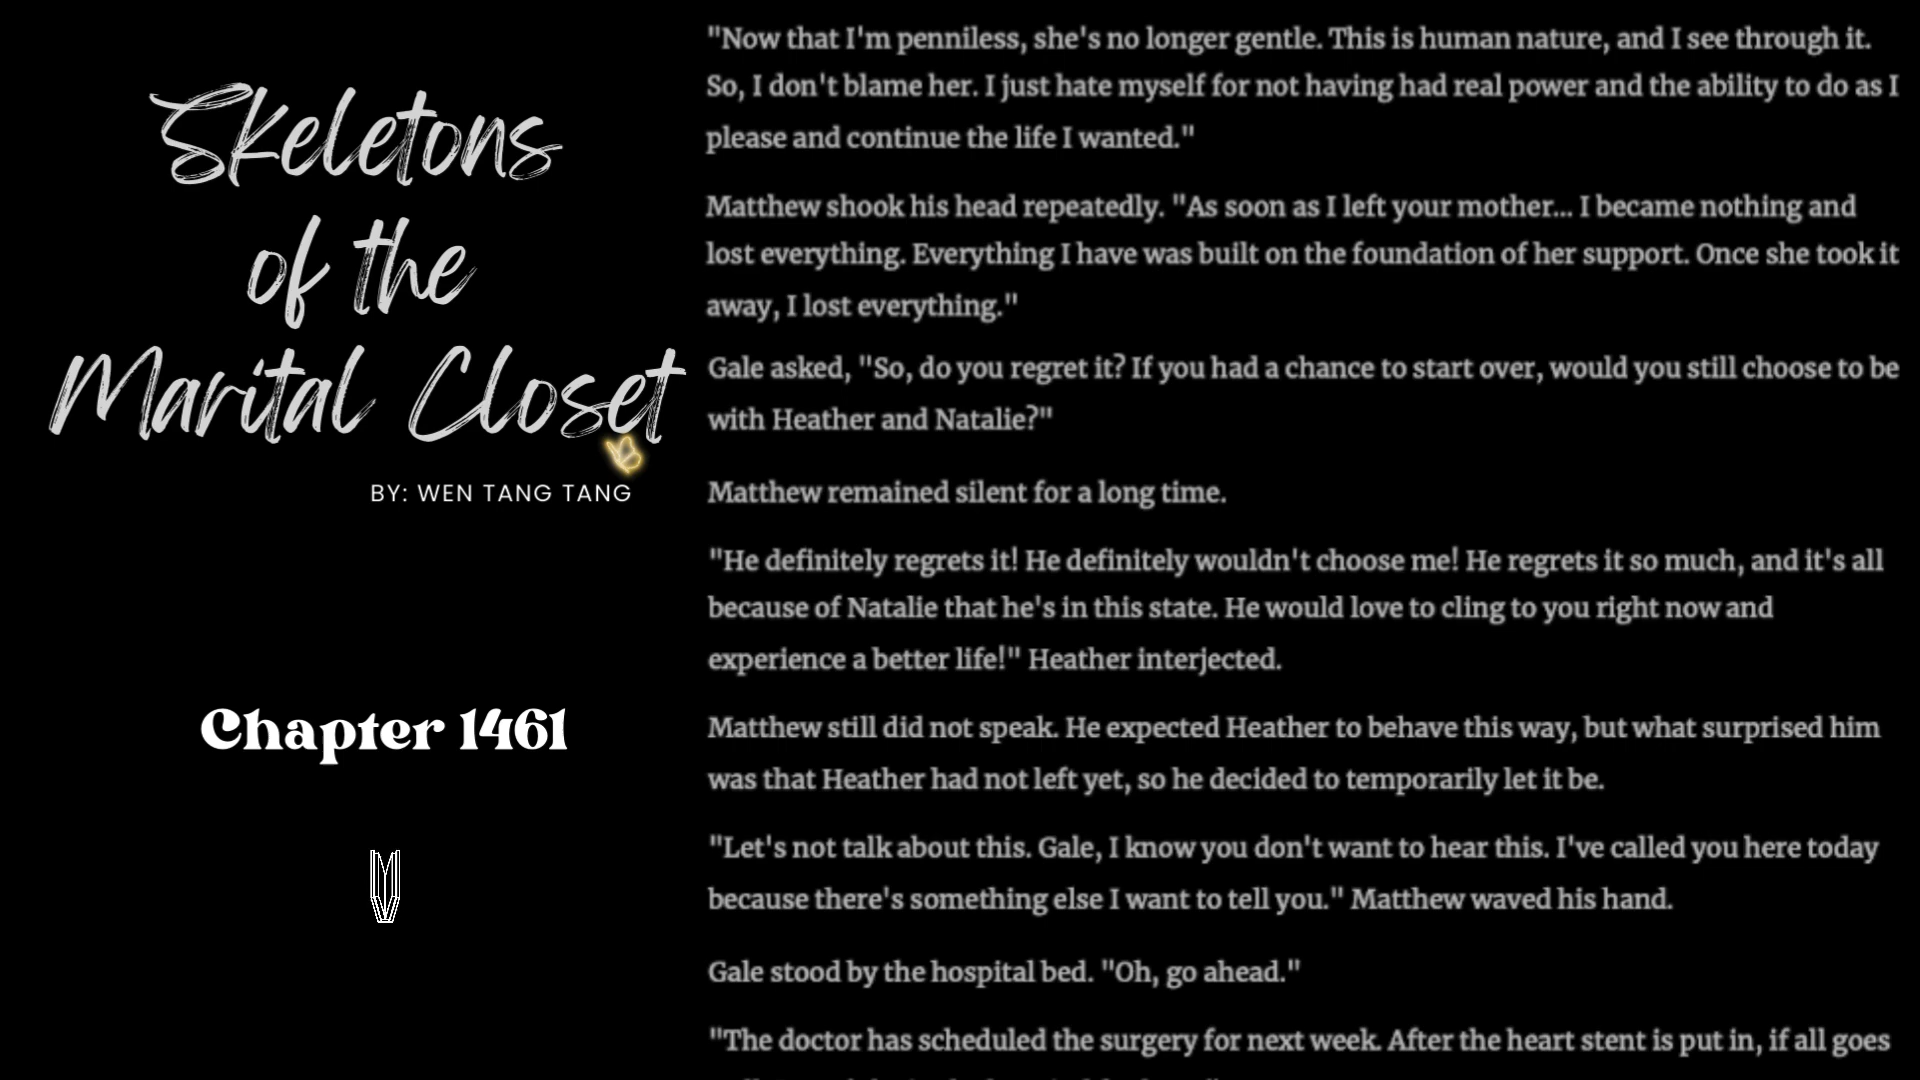 Skeletons
of the
Marital Closet
BY: WEN TANG TANG
Chapter 1461
"Now that I'm penniless, she's no longer gentle. This is human nature, and I see through it.
So, I don't blame her. I just hate myself for not having had real power and the ability to do as I
please and continue the life I wanted."
Matthew shook his head repeatedly. "As soon as I left your mother... I became nothing and
lost everything. Everything I have was built on the foundation of her support. Once she took it
away, I lost everything."
Gale asked, "So, do you regret it? If you had a chance to start over, would you still choose to be
with Heather and Natalie?"
Matthew remained silent for a long time.
"He definitely regrets it! He definitely wouldn't choose me! He regrets it so much, and it's all
because of Natalie that he's in this state. He would love to cling to you right now and
experience a better life!" Heather interjected.
Matthew still did not speak. He expected Heather to behave this way, but what surprised him
was that Heather had not left yet, so he decided to temporarily let it be.
"Let's not talk about this. Gale, I know you don't want to hear this. I've called you here today
because there's something else I want to tell you." Matthew waved his hand.
Gale stood by the hospital bed. "Oh, go ahead."
"The doctor has scheduled the surgery for next week. After the heart stent is put in, if all goes